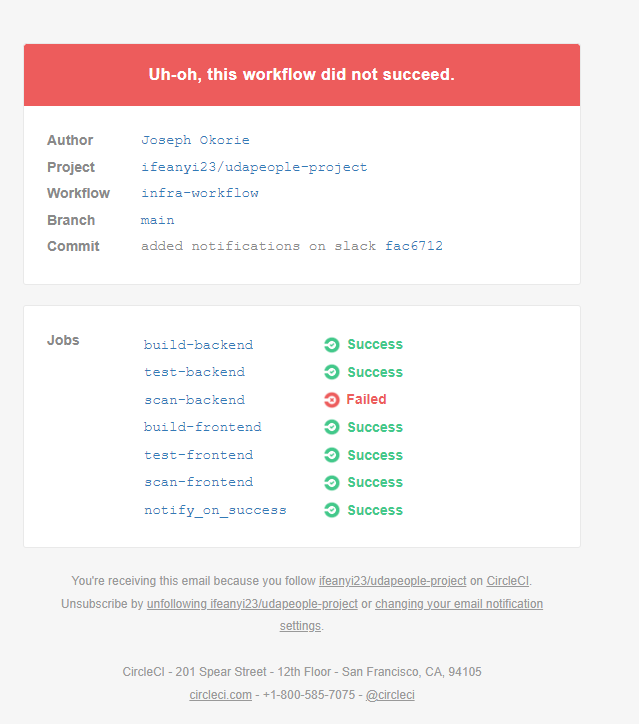 Uh-oh, this workflow did not succeed.
Author Joseph Okorie
Project ifeanyi23/udapeople-project
Workflow infra-workflow
Branch main
Commit added notifications on slack fac6712
Jobs
build-backend Success
test-backend Success
scan-backend Failed
build-frontend Success
test-frontend Success
scan-frontend Success
notify_on_success Success
You're receiving this email because you follow ifeanyi23/udapeople-project on CircleCI.
Unsubscribe by unfollowing ifeanyi23/udapeople-project or changing your email notification
settings.
CircleCI - 201 Spear Street - 12th Floor - San Francisco, CA, 94105
circleci.com - +1-800-585-7075 - @circleci